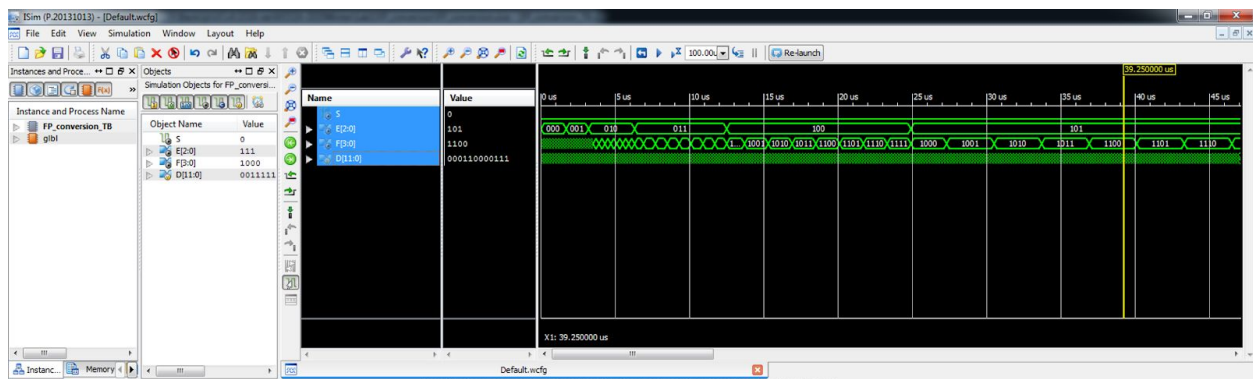 ISim (P.20131013) - [Default.wcfg]
File Edit View Simulation Window Layout Help
100.00u Re-launch
Instances and Proce...
Instance and Process Name
FP_conversion_TB
glbl
Instanc... Memory
Objects
Simulation Objects for FP_conversi...
Object Name Value
S 0
E[2:0] 111
F[3:0] 1000
D[11:0] 0011111
Name Value
S 0
E[2:0] 101
F[3:0] 1100
D[11:0] 000110000111
39.250000 us
0 us 5 us 10 us 15 us 20 us 25 us 30 us 35 us 40 us 45 us
000 001 010 011 100 101
1... 1001 1010 1011 1100 1101 1110 1111 1000 1001 1010 1011 1100 1101 1110
X1: 39.250000 us
Default.wcfg